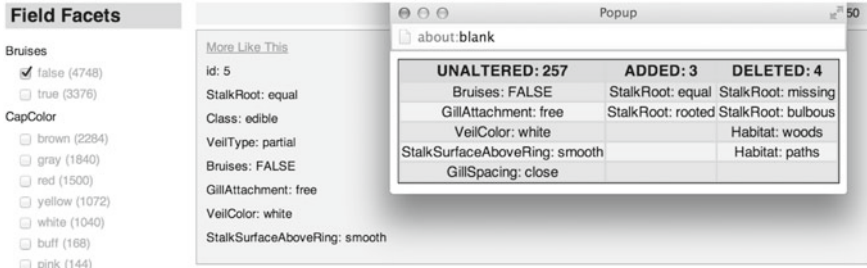 Field Facets
Bruises
false (4748)
true (3376)
CapColor
brown (2284)
gray (1840)
red (1500)
yellow (1072)
white (1040)
buff (168)
pink (144)
More Like This
id: 5
StalkRoot: equal
Class: edible
VeilType: partial
Bruises: FALSE
GillAttachment: free
VeilColor: white
StalkSurfaceAboveRing: smooth
Popup
50
about:blank
UNALTERED: 257 ADDED: 3 DELETED: 4
Bruises: FALSE StalkRoot: equal StalkRoot: missing
GillAttachment: free StalkRoot: rooted StalkRoot: bulbous
VeilColor: white Habitat: woods
StalkSurfaceAboveRing: smooth Habitat: paths
GillSpacing: close